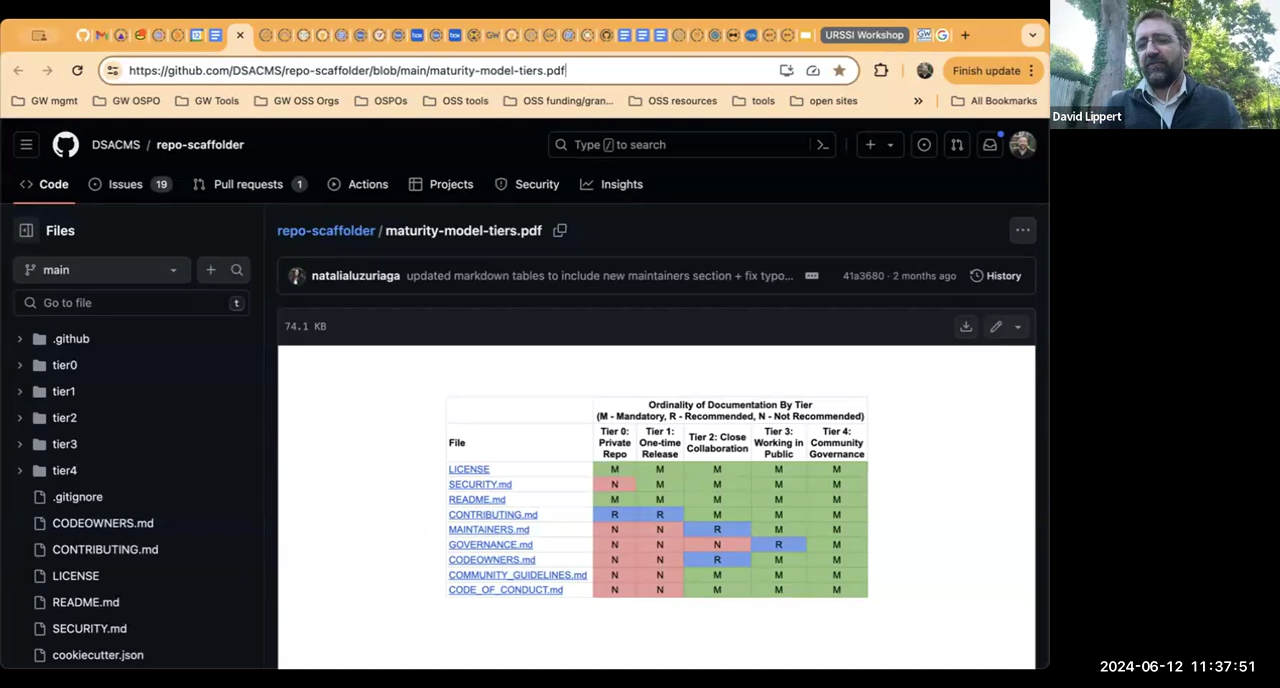 URSSI Workshop
https://github.com/DSACMS/repo-scaffolder/blob/main/maturity-model-tiers.pdf
Finish update
GW mgmt GW OSPO GW Tools GW OSS Orgs OSPOs OSS tools OSS funding/gran... OSS resources tools open sites » All Bookmarks
David Lippert
DSACMS / repo-scaffolder
Type / to search
Code Issues 19 Pull requests 1 Actions Projects Security Insights
Files
main
Go to file t
.github
tier0
tier1
tier2
tier3
tier4
.gitignore
CODEOWNERS.md
CONTRIBUTING.md
LICENSE
README.md
SECURITY.md
cookiecutter.json
repo-scaffolder / maturity-model-tiers.pdf
natalialuzuriaga updated markdown tables to include new maintainers section + fix typo... 41a3680 · 2 months ago History
74.1 KB
Ordinality of Documentation By Tier
(M - Mandatory, R - Recommended, N - Not Recommended)
File Tier 0: Private Repo Tier 1: One-time Release Tier 2: Close Collaboration Tier 3: Working in Public Tier 4: Community Governance
LICENSE M M M M M
SECURITY.md N M M M M
README.md M M M M M
CONTRIBUTING.md R R M M M
MAINTAINERS.md N N R M M
GOVERNANCE.md N N N R M
CODEOWNERS.md N N R M M
COMMUNITY_GUIDELINES.md N N M M M
CODE_OF_CONDUCT.md N N M M M
2024-06-12 11:37:51